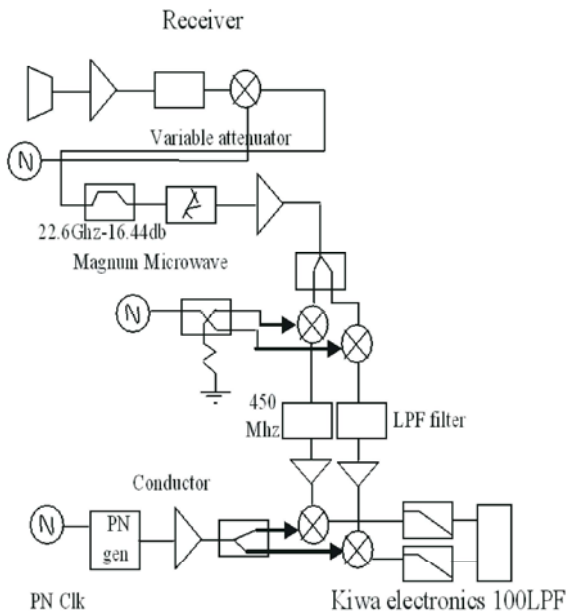 Receiver
Variable attenuator
N
22.6Ghz-16.44db
Magnum Microwave
N
450
Mhz
LPF filter
Conductor
N
PN
gen
PN Clk
Kiwa electronics 100LPF